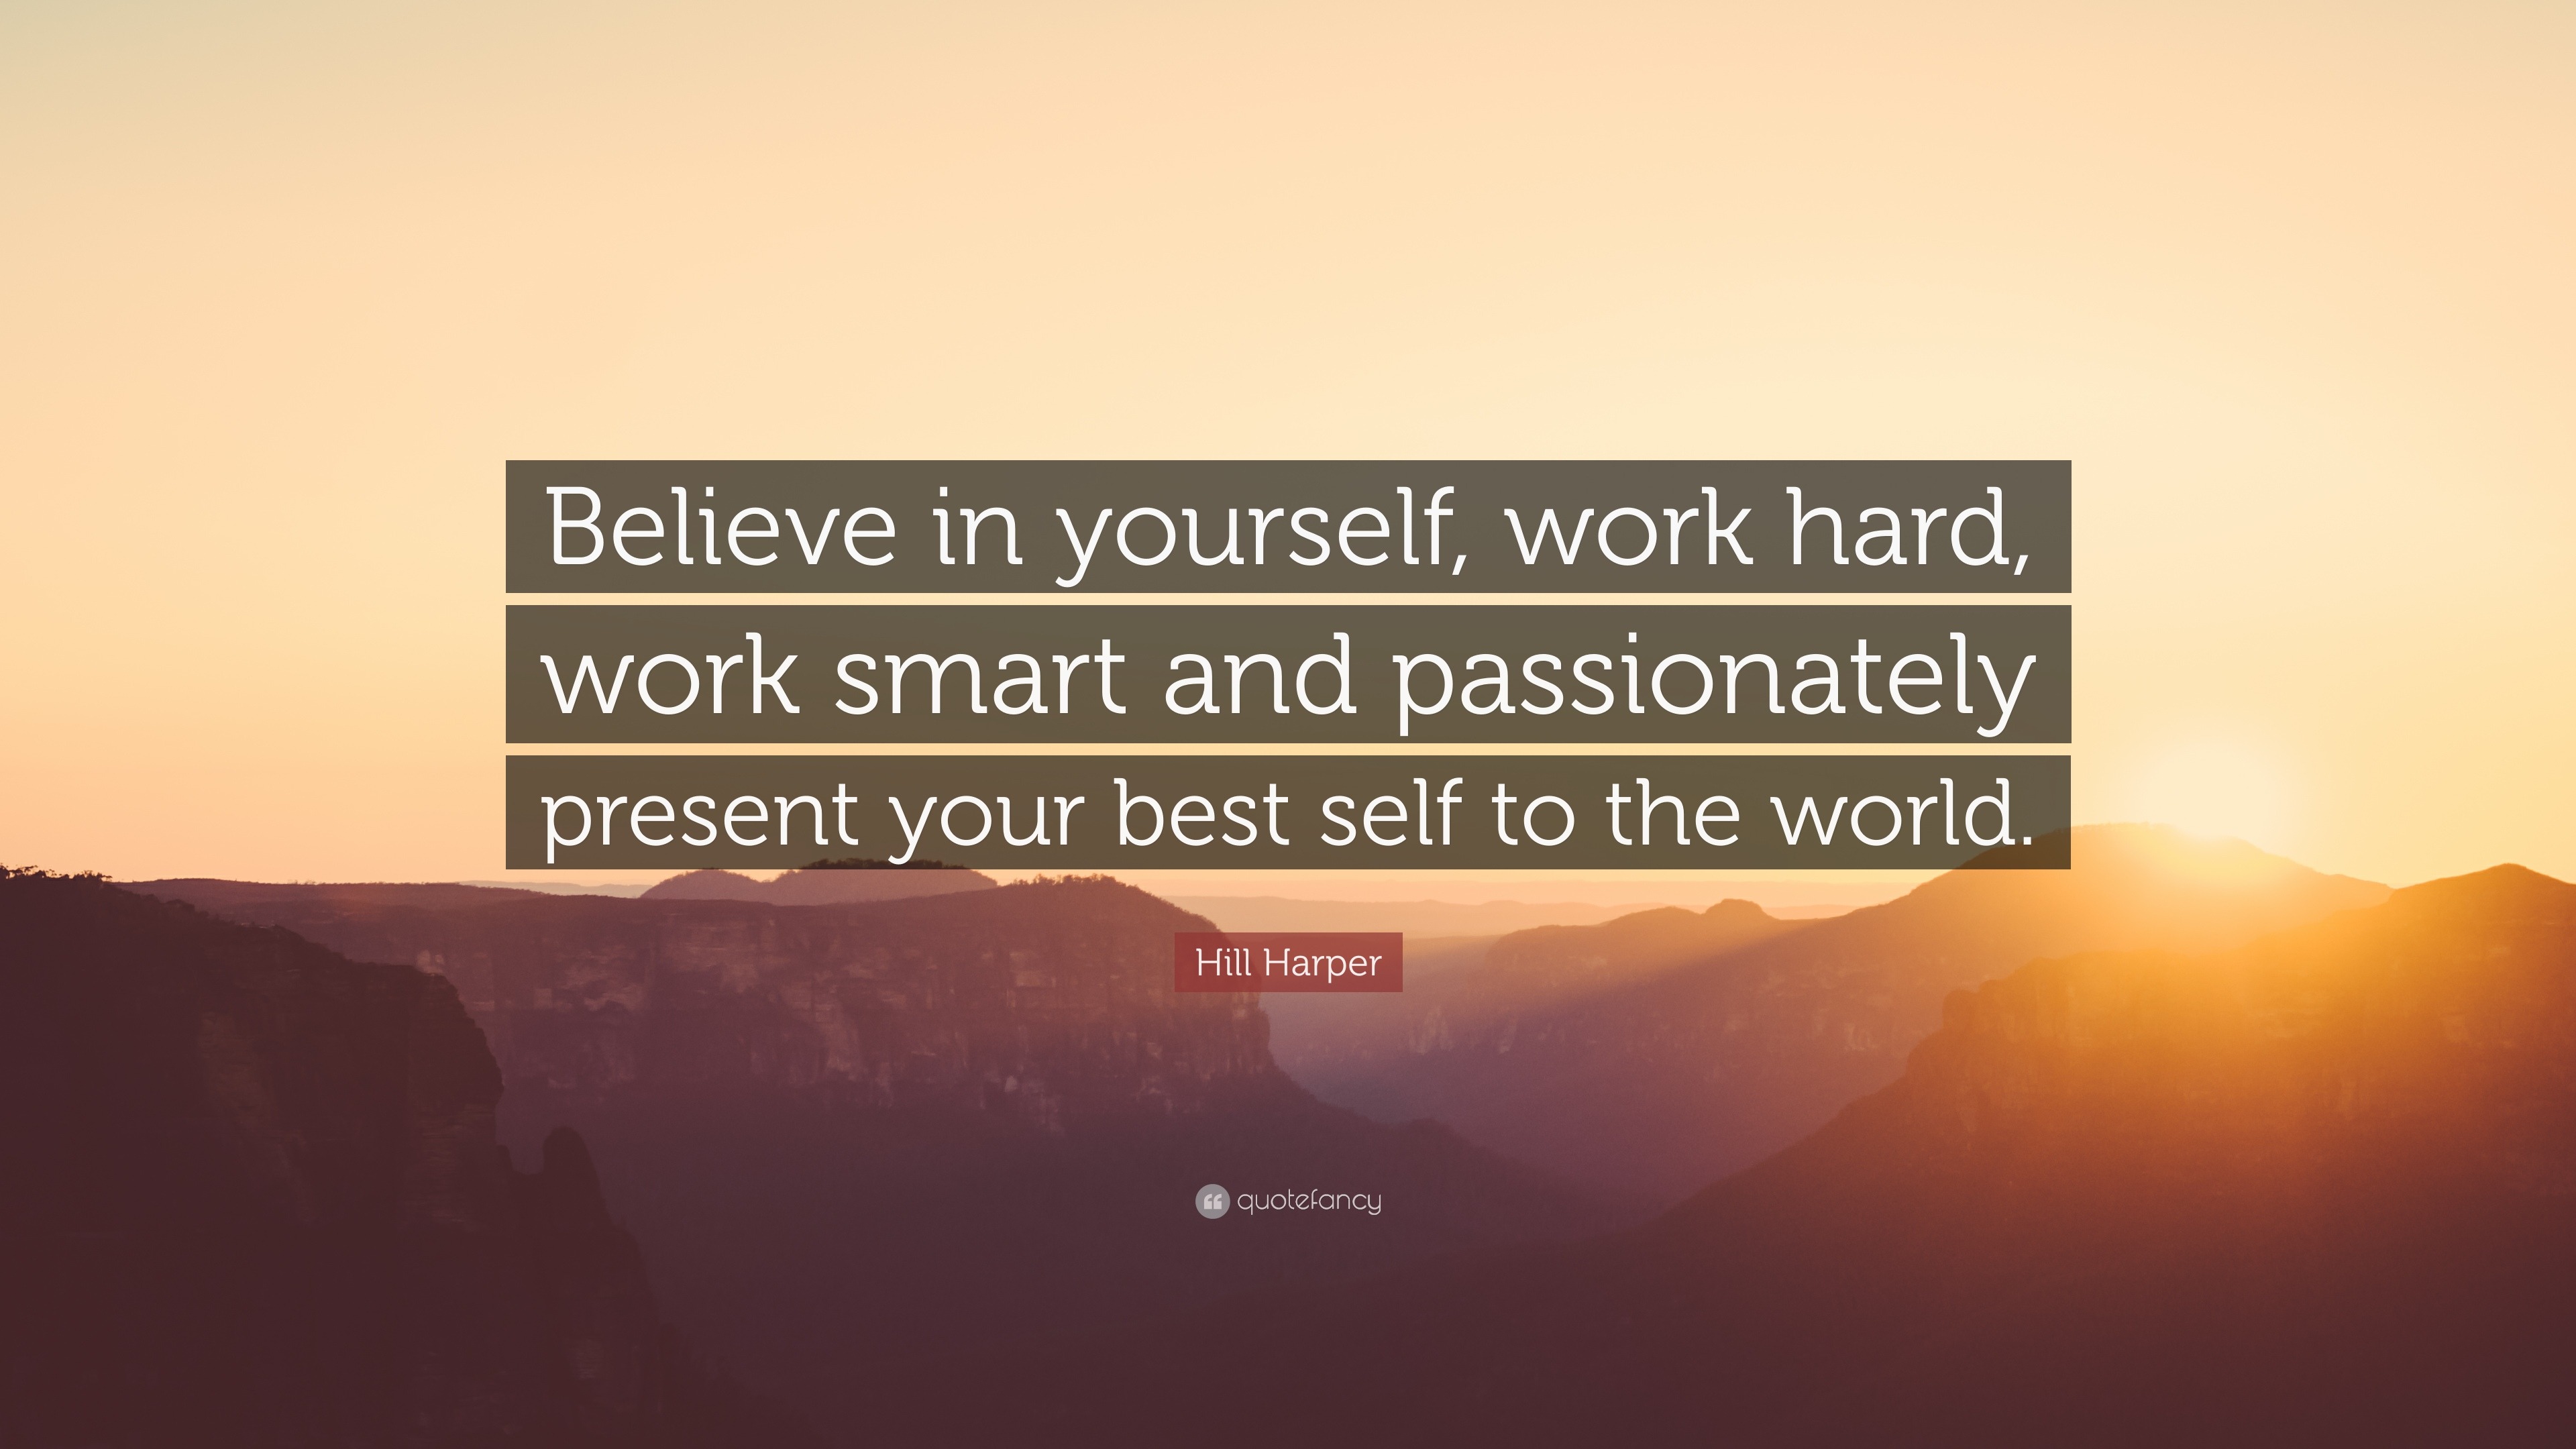 Believe in yourself, work hard,
work smart and passionately
present your best self to the world.
Hill Harper
quotefancy